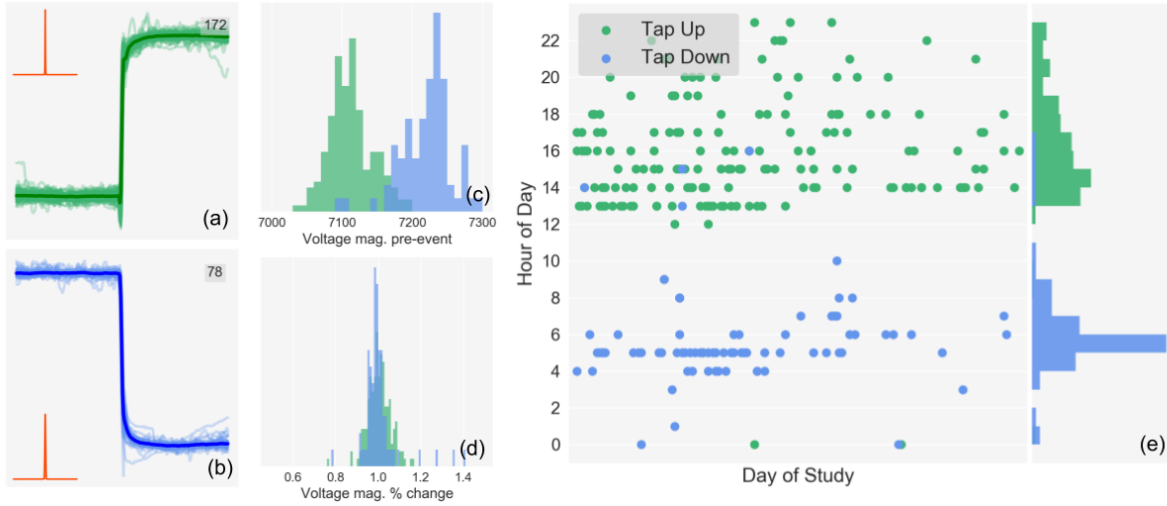 172
(a)
78
(b)
(c)
7000 7100 7200 7300
Voltage mag. pre-event
(d)
0.6 0.8 1.0 1.2 1.4
Voltage mag. % change
Tap Up
Tap Down
22
20
18
16
14
12
10
8
6
4
2
0
Hour of Day
Day of Study
(e)